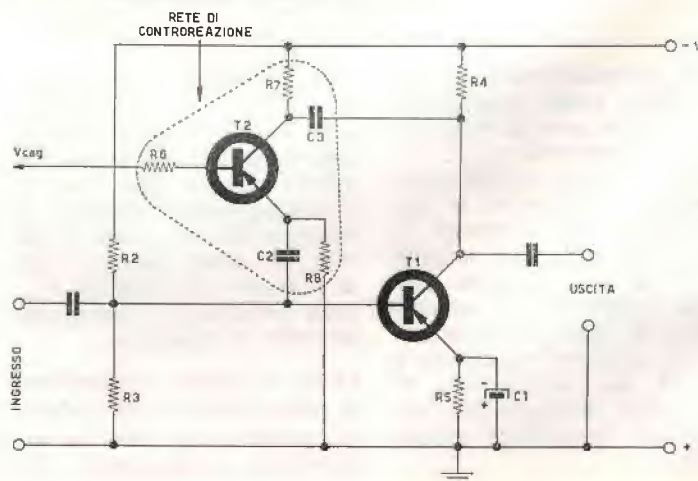 RETE DI
CONTROREAZIONE
- V
R7
R4
T2
C3
Vcag
R6
R2
C2
R8
T1
USCITA
INGRESSO
R3
R5
-
+
C1
+